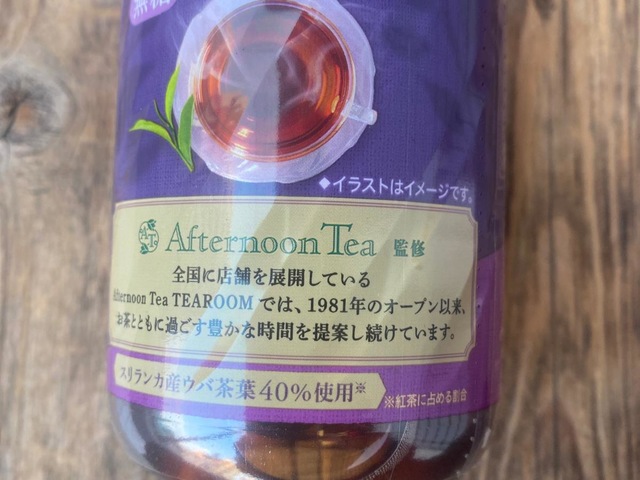 無糖
◆イラストはイメージです。
A.T. Afternoon Tea 監修
全国に店舗を展開している
Afternoon Tea TEAROOM では、1981年のオープン以来、
お茶とともに過ごす豊かな時間を提案し続けています。
スリランカ産ウバ茶葉40%使用※
※紅茶に占める割合